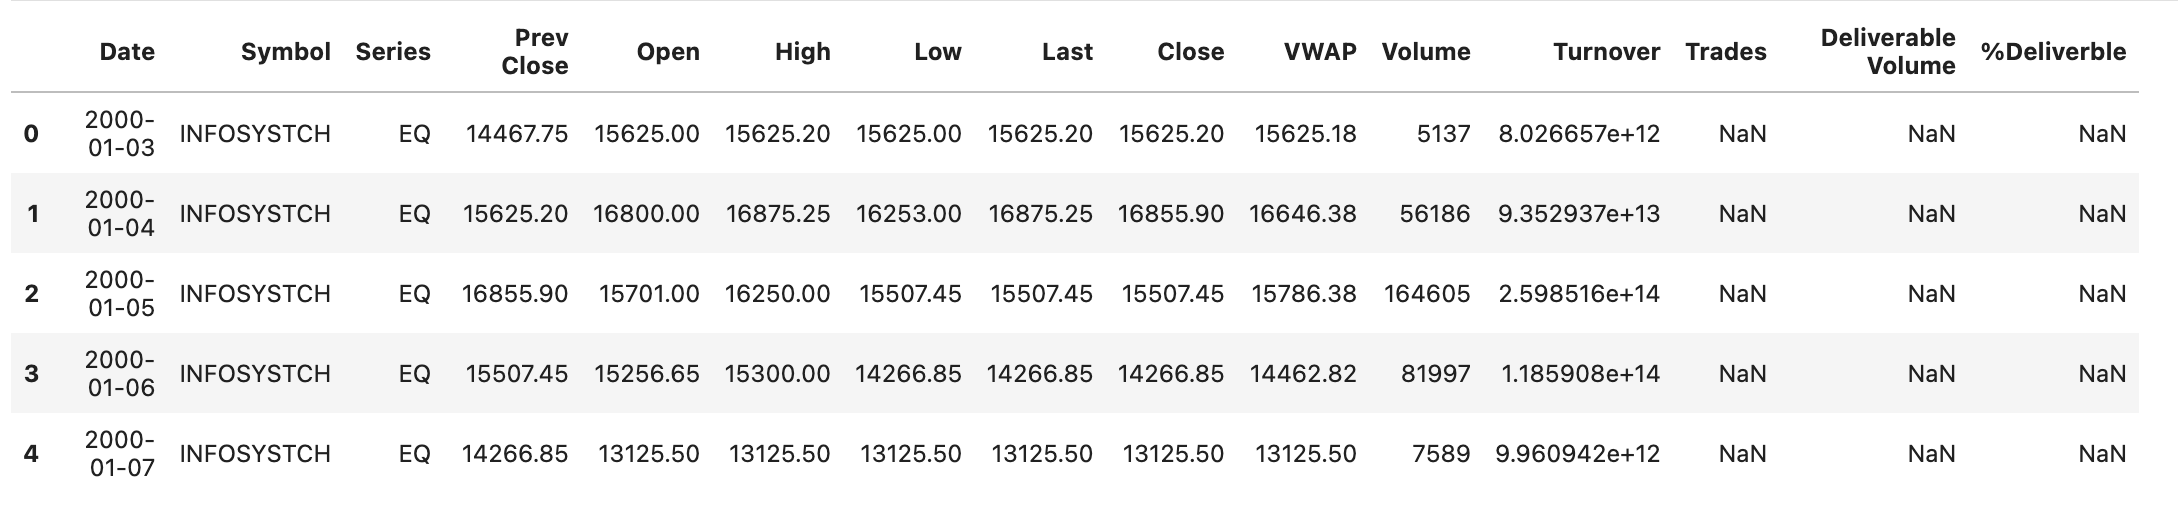 Date Symbol Series Prev Close Open High Low Last Close VWAP Volume Turnover Trades Deliverable Volume %Deliverble
0 2000-01-03 INFOSYSTCH EQ 14467.75 15625.00 15625.20 15625.00 15625.20 15625.20 15625.18 5137 8.026657e+12 NaN NaN NaN
1 2000-01-04 INFOSYSTCH EQ 15625.20 16800.00 16875.25 16253.00 16875.25 16855.90 16646.38 56186 9.352937e+13 NaN NaN NaN
2 2000-01-05 INFOSYSTCH EQ 16855.90 15701.00 16250.00 15507.45 15507.45 15507.45 15786.38 164605 2.598516e+14 NaN NaN NaN
3 2000-01-06 INFOSYSTCH EQ 15507.45 15256.65 15300.00 14266.85 14266.85 14266.85 14462.82 81997 1.185908e+14 NaN NaN NaN
4 2000-01-07 INFOSYSTCH EQ 14266.85 13125.50 13125.50 13125.50 13125.50 13125.50 13125.50 7589 9.960942e+12 NaN NaN NaN